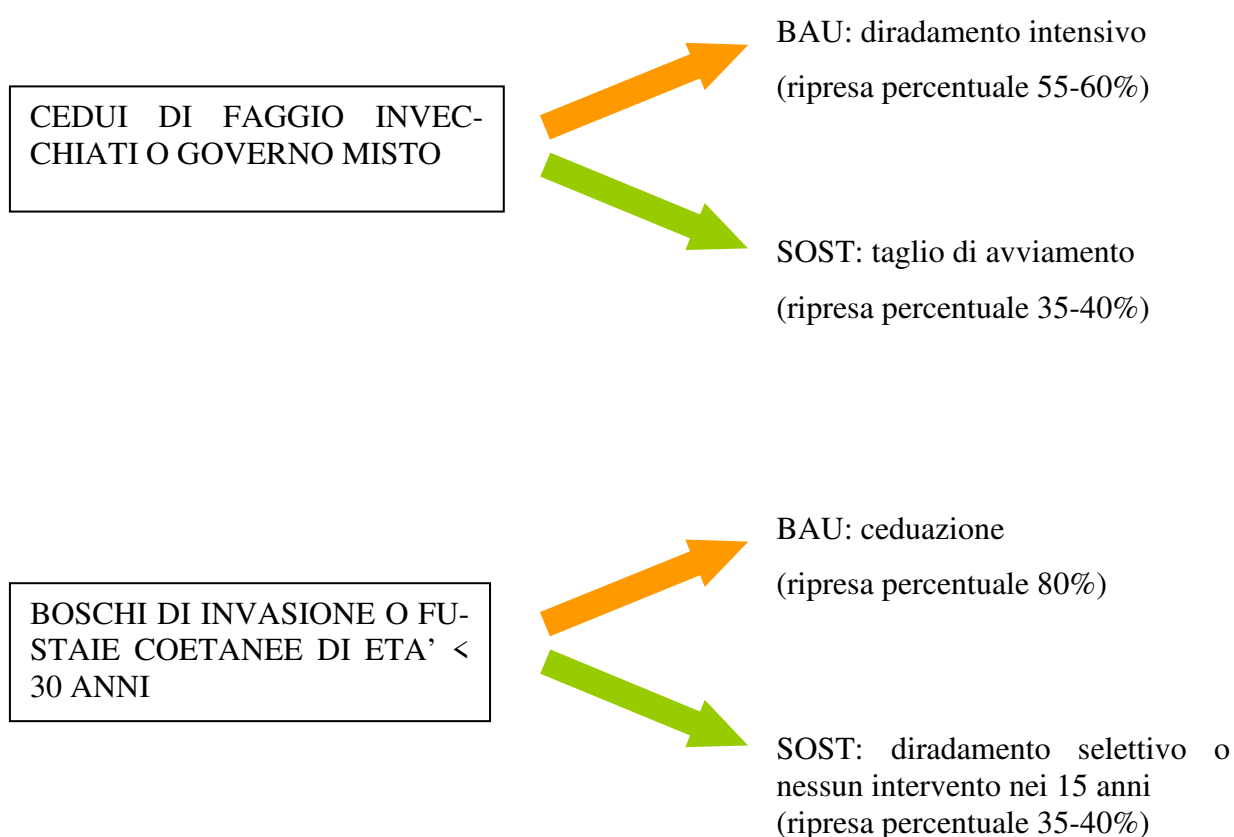 BAU: diradamento intensivo
(ripresa percentuale 55-60%)
CEDUI DI FAGGIO INVEC-
CHIATI O GOVERNO MISTO
SOST: taglio di avviamento
(ripresa percentuale 35-40%)
BAU: ceduazione
(ripresa percentuale 80%)
BOSCHI DI INVASIONE O FU-
STAIE COETANEE DI ETA’ <
30 ANNI
SOST: diradamento selettivo o
nessun intervento nei 15 anni
(ripresa percentuale 35-40%)